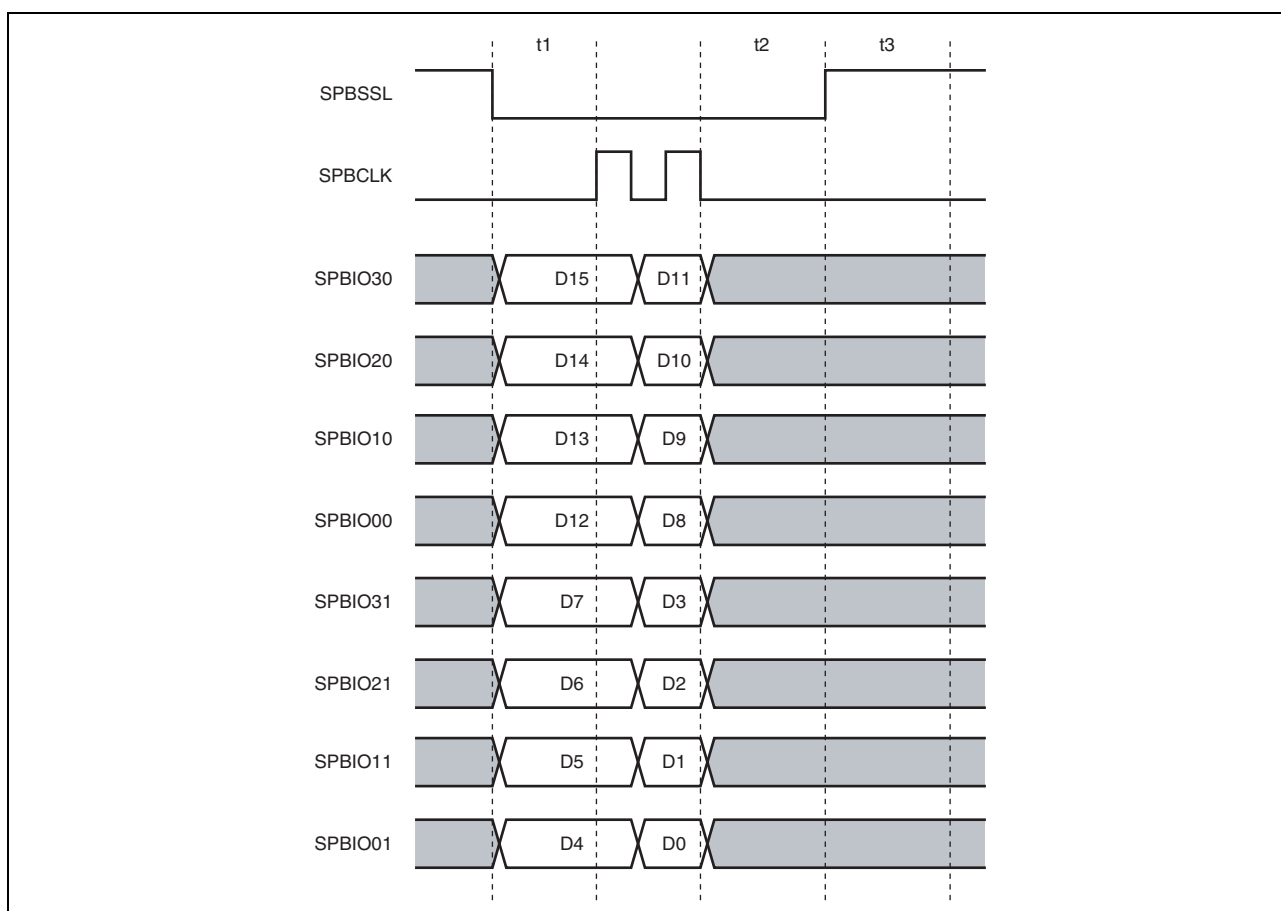 t1 t2 t3
SPBSSL
SPBCLK
SPBIO30 D15 D11
SPBIO20 D14 D10
SPBIO10 D13 D9
SPBIO00 D12 D8
SPBIO31 D7 D3
SPBIO21 D6 D2
SPBIO11 D5 D1
SPBIO01 D4 D0